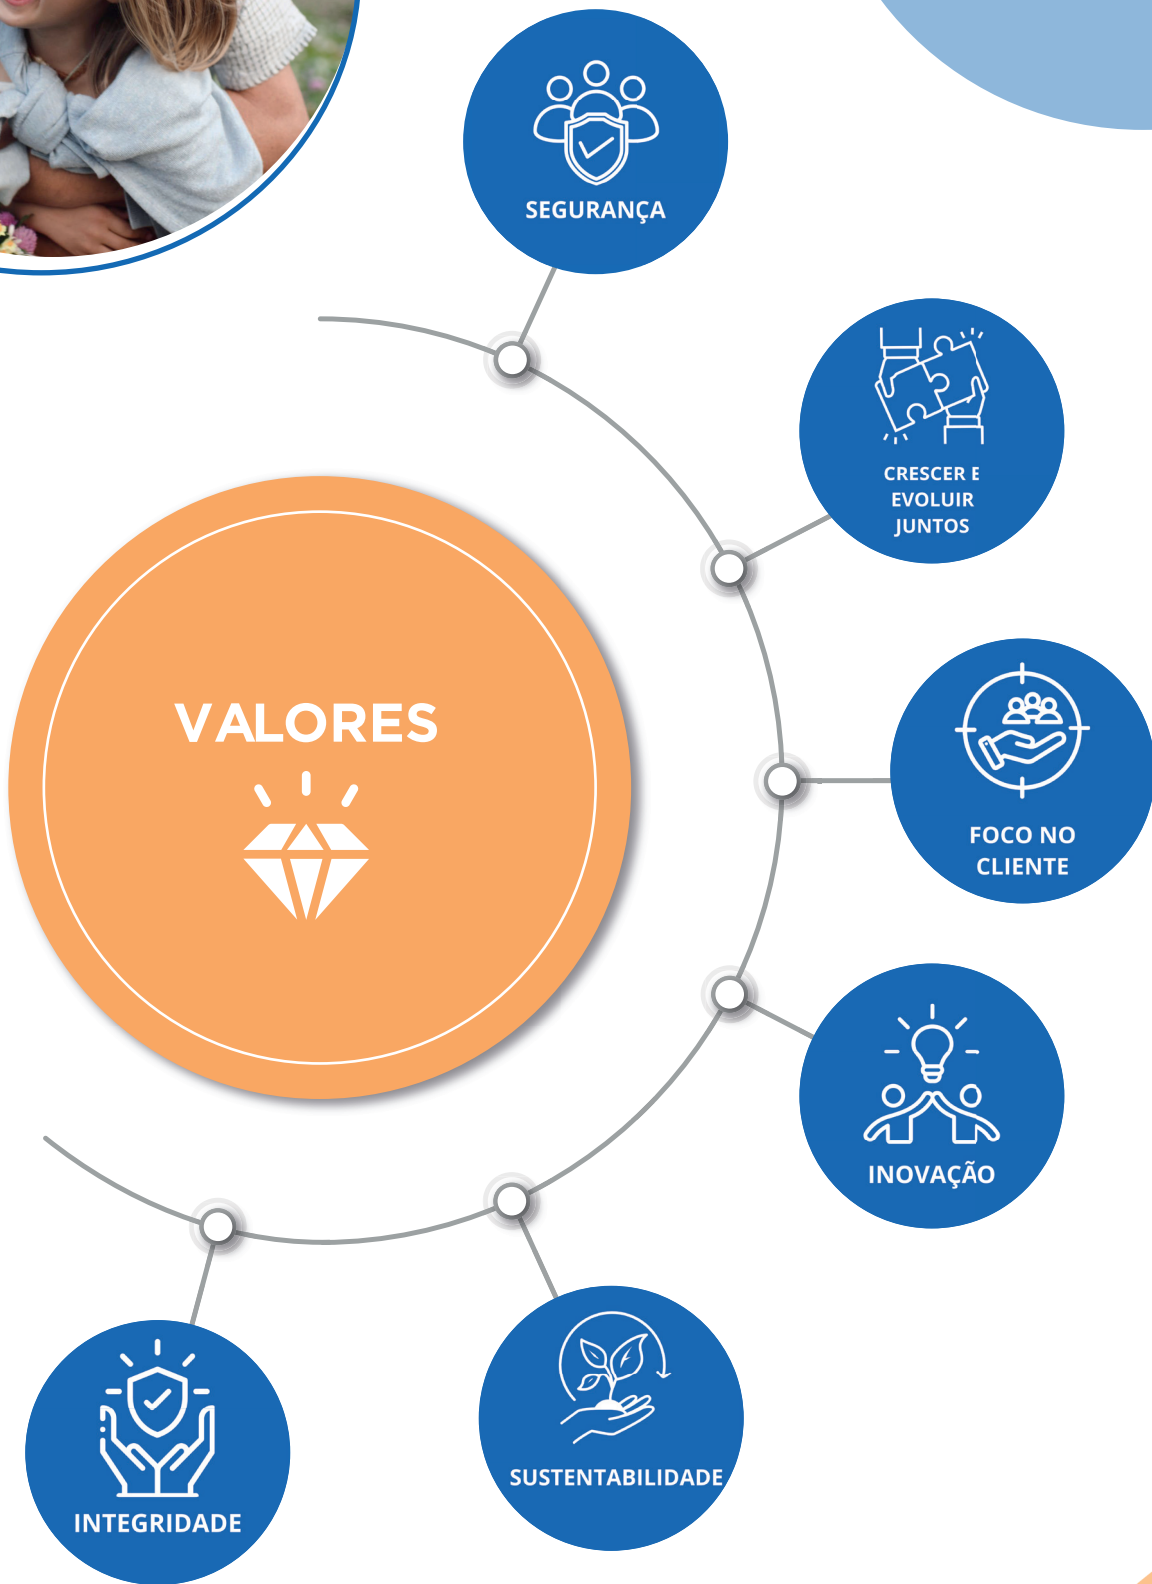 SEGURANÇA
CRESCER E
EVOLUIR
JUNTOS
VALORES
FOCO NO
CLIENTE
INOVAÇÃO
SUSTENTABILIDADE
INTEGRIDADE